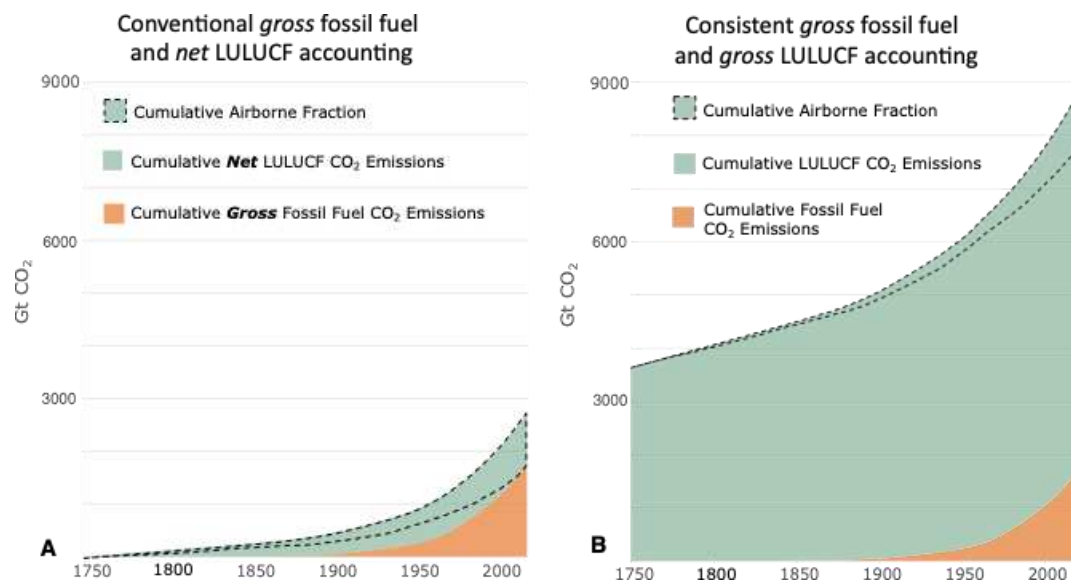 Conventional gross fossil fuel
and net LULUCF accounting
9000
Cumulative Airborne Fraction
Cumulative Net LULUCF CO₂ Emissions
Cumulative Gross Fossil Fuel CO₂ Emissions
6000
Gt CO₂
3000
A
1750 1800 1850 1900 1950 2000
Consistent gross fossil fuel
and gross LULUCF accounting
9000
Cumulative Airborne Fraction
Cumulative LULUCF CO₂ Emissions
Cumulative Fossil Fuel
CO₂ Emissions
6000
Gt CO₂
3000
B
1750 1800 1850 1900 1950 2000